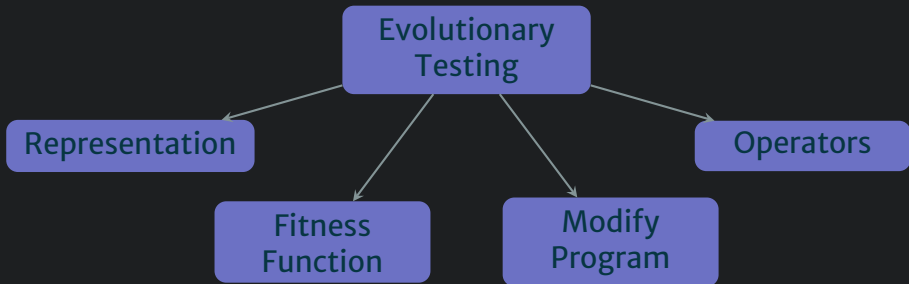 Evolutionary
Testing
Representation
Operators
Fitness
Function
Modify
Program